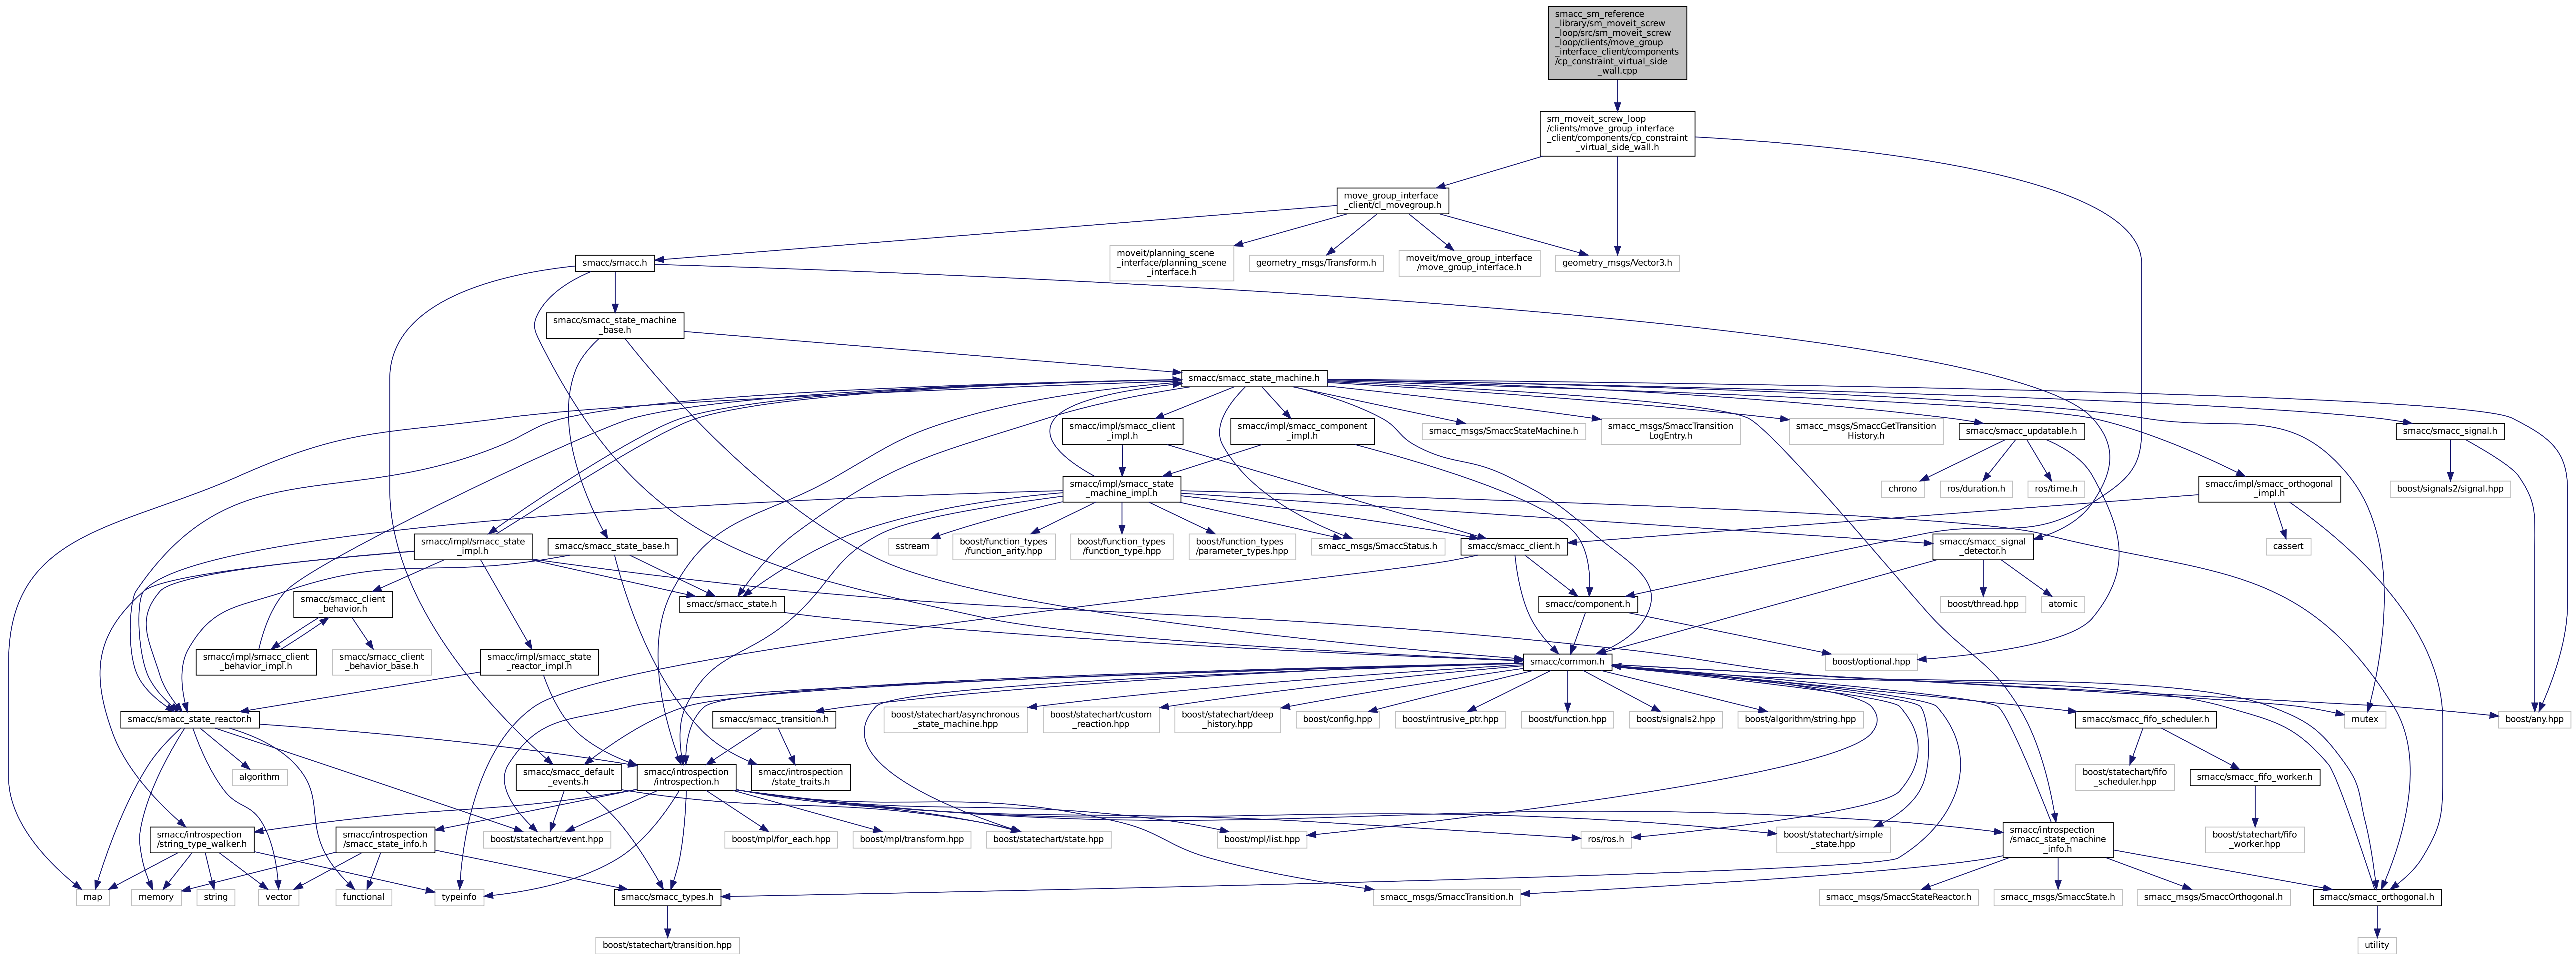 smacc_sm_reference
_library/sm_moveit_screw
_loop/src/sm_moveit_screw
_loop/clients/move_group
_interface_client/components
/cp_constraint_virtual_side
_wall.cpp
sm_moveit_screw_loop
/clients/move_group_interface
_client/components/cp_constraint
_virtual_side_wall.h
move_group_interface
_client/cl_movegroup.h
smacc/smacc.h
moveit/planning_scene
_interface/planning_scene
_interface.h
geometry_msgs/Transform.h
moveit/move_group_interface
/move_group_interface.h
geometry_msgs/Vector3.h
smacc/smacc_state_machine
_base.h
smacc/smacc_state_machine.h
smacc/impl/smacc_client
_impl.h
smacc/impl/smacc_component
_impl.h
smacc_msgs/SmaccStateMachine.h
smacc_msgs/SmaccTransition
LogEntry.h
smacc_msgs/SmaccGetTransition
History.h
smacc/smacc_updatable.h
smacc/smacc_signal.h
smacc/impl/smacc_state
_machine_impl.h
chrono
ros/duration.h
ros/time.h
smacc/impl/smacc_orthogonal
_impl.h
boost/signals2/signal.hpp
smacc/impl/smacc_state
_impl.h
smacc/smacc_state_base.h
sstream
boost/function_types
/function_arity.hpp
boost/function_types
/function_type.hpp
boost/function_types
/parameter_types.hpp
smacc_msgs/SmaccStatus.h
smacc/smacc_client.h
smacc/smacc_signal
_detector.h
cassert
smacc/smacc_client
_behavior.h
smacc/smacc_state.h
smacc/component.h
boost/thread.hpp
atomic
smacc/impl/smacc_client
_behavior_impl.h
smacc/smacc_client
_behavior_base.h
smacc/impl/smacc_state
_reactor_impl.h
smacc/common.h
boost/optional.hpp
smacc/smacc_state_reactor.h
smacc/smacc_transition.h
boost/statechart/asynchronous
_state_machine.hpp
boost/statechart/custom
_reaction.hpp
boost/statechart/deep
_history.hpp
boost/config.hpp
boost/intrusive_ptr.hpp
boost/function.hpp
boost/signals2.hpp
boost/algorithm/string.hpp
smacc/smacc_fifo_scheduler.h
mutex
boost/any.hpp
algorithm
smacc/smacc_default
_events.h
smacc/introspection
/introspection.h
smacc/introspection
/state_traits.h
boost/statechart/fifo
_scheduler.hpp
smacc/smacc_fifo_worker.h
smacc/introspection
/string_type_walker.h
smacc/introspection
/smacc_state_info.h
boost/statechart/event.hpp
boost/mpl/for_each.hpp
boost/mpl/transform.hpp
boost/statechart/state.hpp
boost/mpl/list.hpp
ros/ros.h
boost/statechart/simple
_state.hpp
smacc/introspection
/smacc_state_machine
_info.h
boost/statechart/fifo
_worker.hpp
map
memory
string
vector
functional
typeinfo
smacc/smacc_types.h
smacc_msgs/SmaccTransition.h
smacc_msgs/SmaccStateReactor.h
smacc_msgs/SmaccState.h
smacc_msgs/SmaccOrthogonal.h
smacc/smacc_orthogonal.h
boost/statechart/transition.hpp
utility